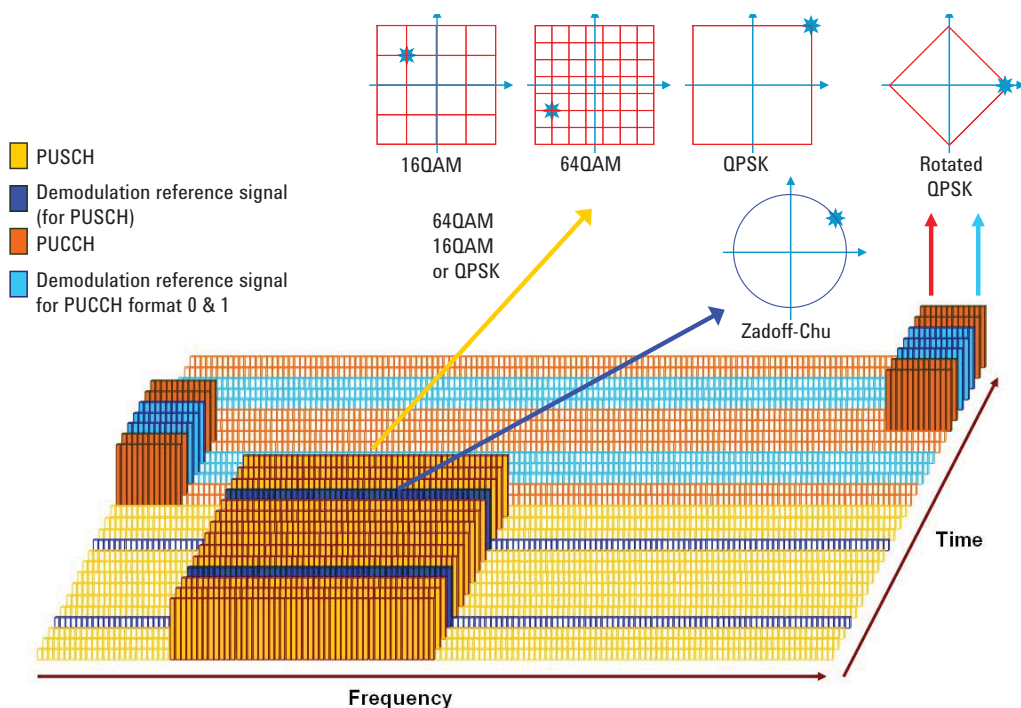 16QAM
64QAM
QPSK
Rotated
QPSK
PUSCH
Demodulation reference signal
(for PUSCH)
PUCCH
Demodulation reference signal
for PUCCH format 0 & 1
64QAM
16QAM
or QPSK
Zadoff-Chu
Time
Frequency